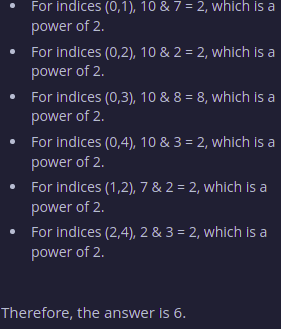 • For indices (0,1), 10 & 7 = 2, which is a
power of 2.
• For indices (0,2), 10 & 2 = 2, which is a
power of 2.
• For indices (0,3), 10 & 8 = 8, which is a
power of 2.
• For indices (0,4), 10 & 3 = 2, which is a
power of 2.
• For indices (1,2), 7 & 2 = 2, which is a
power of 2.
• For indices (2,4), 2 & 3 = 2, which is a
power of 2.
Therefore, the answer is 6.